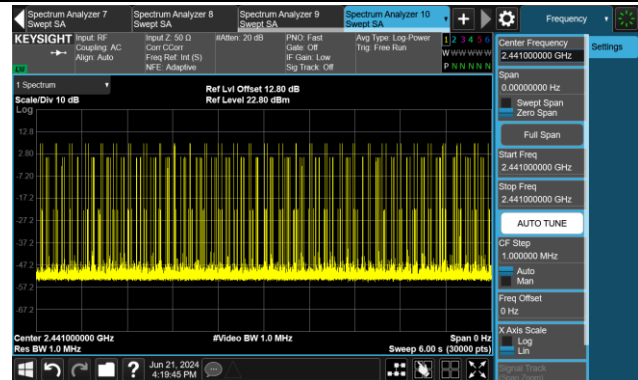 Spectrum Analyzer 7
Swept SA
Spectrum Analyzer 8
Swept SA
Spectrum Analyzer 9
Swept SA
Spectrum Analyzer 10
Swept SA
Frequency
KEYSIGHT
Input: RF
Coupling: AC
Align: Auto
Input Z: 50 Ω
Corr CCorr
Freq Ref: Int (S)
NFE: Adaptive
#Atten: 20 dB
PNO: Fast
Gate: Off
IF Gain: Low
Sig Track: Off
Avg Type: Log-Power
Trig: Free Run
1 2 3 4 5 6
W W W W W W
P N N N N N
1 Spectrum
Scale/Div 10 dB
Log
Ref Lvl Offset 12.80 dB
Ref Level 22.80 dBm
12.8
2.80
-7.20
-17.2
-27.2
-37.2
-47.2
-57.2
-67.2
Center 2.441000000 GHz
Res BW 1.0 MHz
#Video BW 1.0 MHz
Span 0 Hz
Sweep 6.00 s (30000 pts)
Jun 21, 2024
4:19:45 PM
Center Frequency
2.441000000 GHz
Settings
Span
0.00000000 Hz
Swept Span
Zero Span
Full Span
Start Freq
2.441000000 GHz
Stop Freq
2.441000000 GHz
AUTO TUNE
CF Step
1.000000 MHz
Auto
Man
Freq Offset
0 Hz
X Axis Scale
Log
Lin
Signal Track
(Span Zoom)